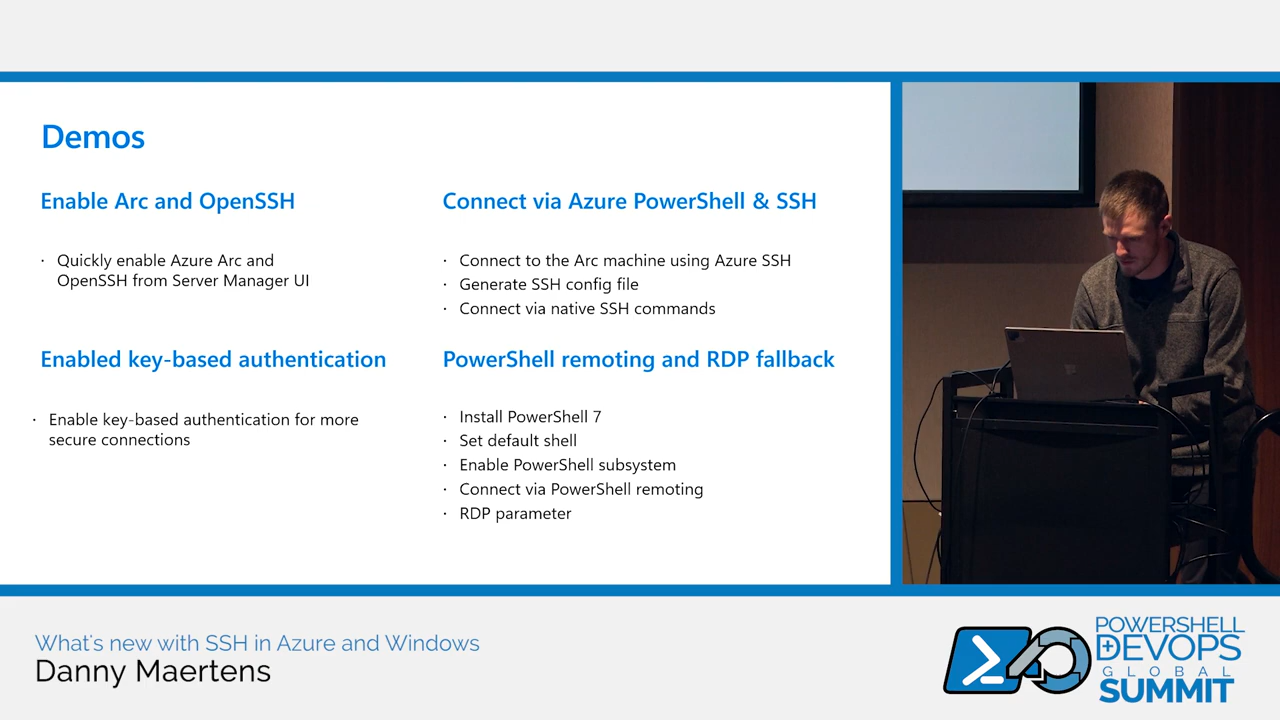 Demos
Enable Arc and OpenSSH
· Quickly enable Azure Arc and
OpenSSH from Server Manager UI
Connect via Azure PowerShell & SSH
· Connect to the Arc machine using Azure SSH
· Generate SSH config file
· Connect via native SSH commands
Enabled key-based authentication
· Enable key-based authentication for more
secure connections
PowerShell remoting and RDP fallback
· Install PowerShell 7
· Set default shell
· Enable PowerShell subsystem
· Connect via PowerShell remoting
· RDP parameter
What's new with SSH in Azure and Windows
Danny Maertens
POWERSHELL
DEVOPS
GLOBAL
SUMMIT